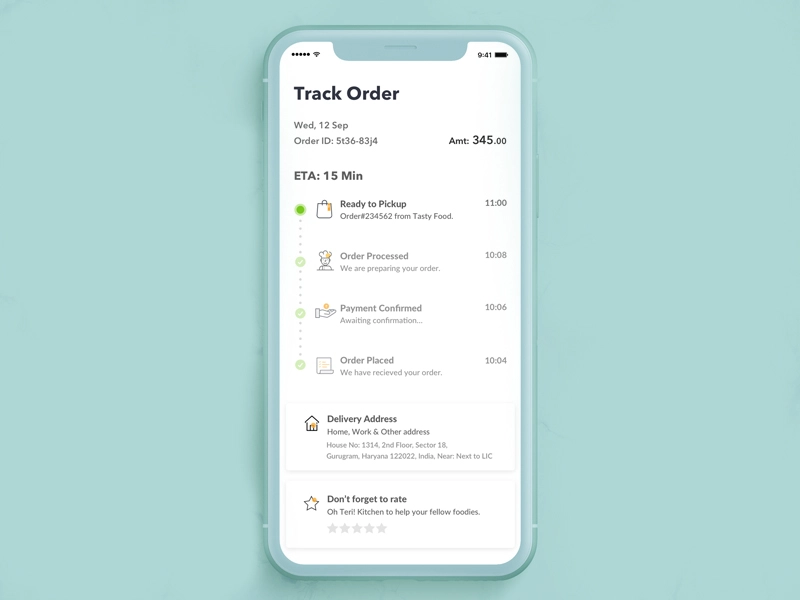 9:41
Track Order
Wed, 12 Sep
Order ID: 5t36-83j4
Amt: 345.00
ETA: 15 Min
Ready to Pickup
11:00
Order#234562 from Tasty Food.
Order Processed
10:08
We are preparing your order.
Payment Confirmed
10:06
Awaiting confirmation...
Order Placed
10:04
We have recieved your order.
Delivery Address
Home, Work & Other address
House No: 1314, 2nd Floor, Sector 18,
Gurugram, Haryana 122022, India, Near: Next to LIC
Don't forget to rate
Oh Teri! Kitchen to help your fellow foodies.